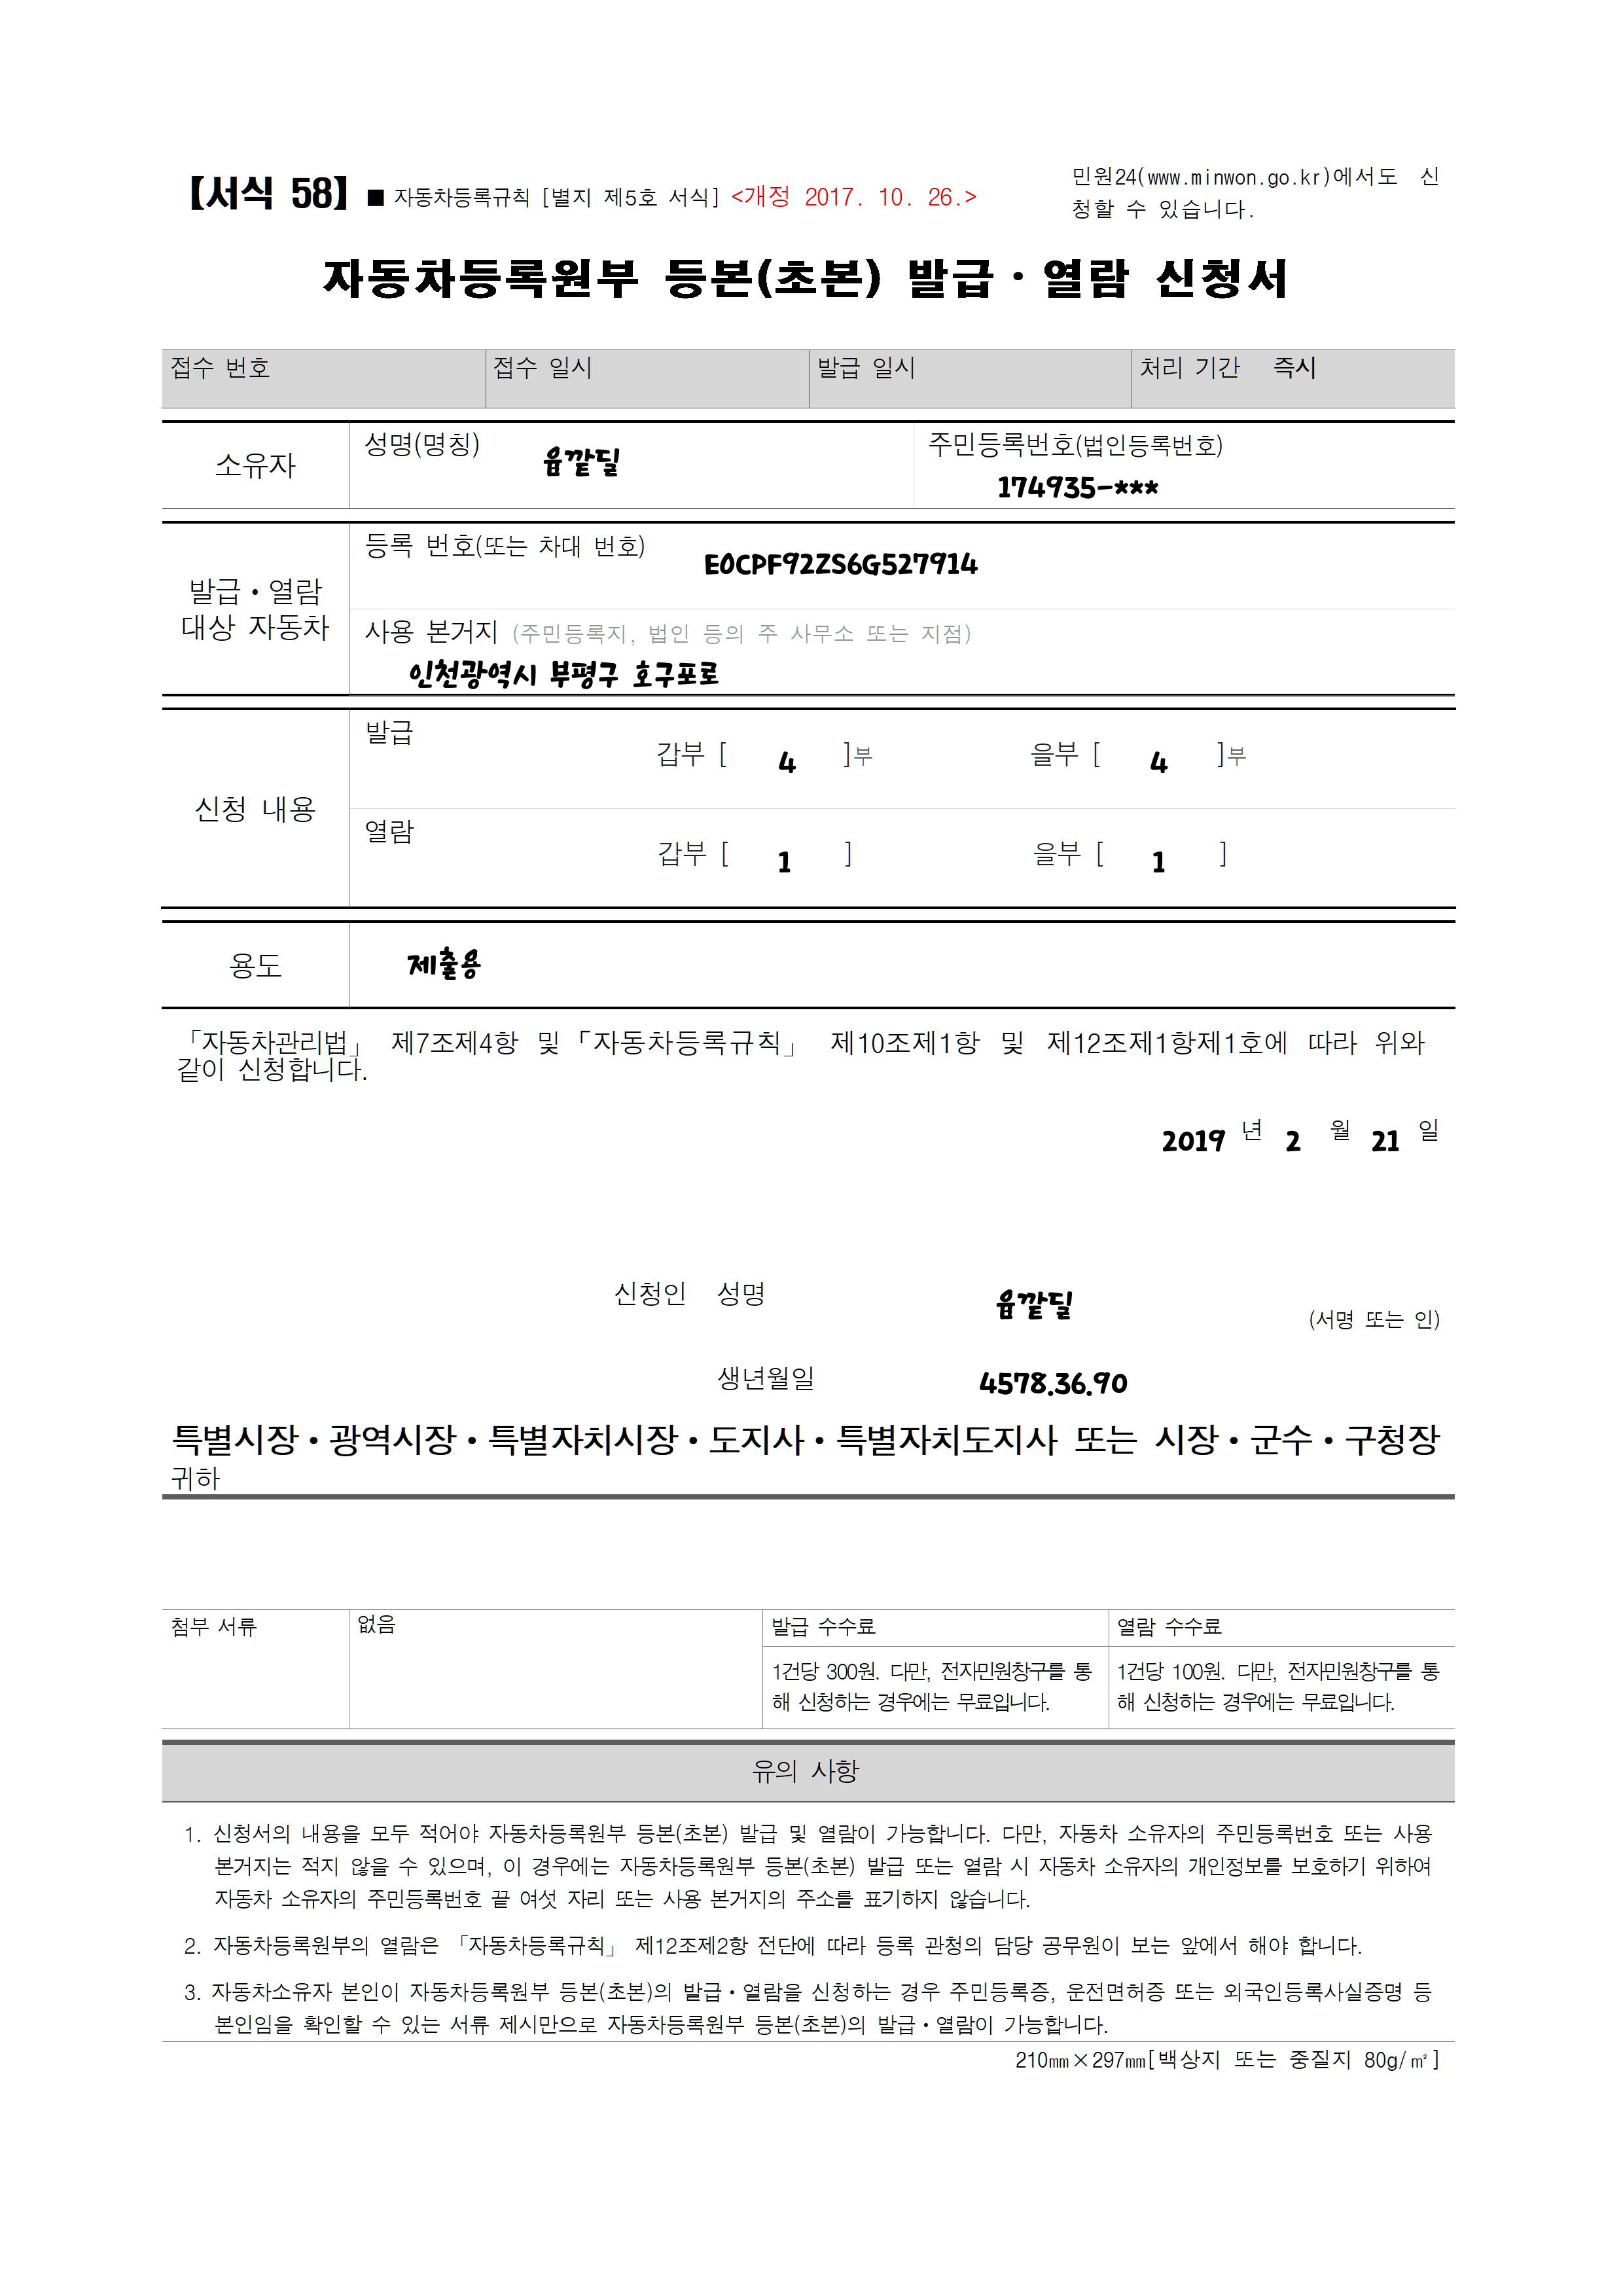 【서식 58】■ 자동차등록규칙 [별지 제5호 서식] <개정 2017. 10. 26.>
민원24(www.minwon.go.kr)에서도 신
청할 수 있습니다.
자동차등록원부 등본(초본) 발급·열람 신청서
접수 번호 접수 일시 발급 일시 처리 기간 즉시
소유자 성명(명칭) 윱깥딜 주민등록번호(법인등록번호)
174935-***
발급·열람
대상 자동차
등록 번호(또는 차대 번호) E0CPF92ZS6G527914
사용 본거지 (주민등록지, 법인 등의 주 사무소 또는 지점)
인천광역시 부평구 호구포로
신청 내용
발급 갑부 [ 4 ]부 을부 [ 4 ]부
열람 갑부 [ 1 ] 을부 [ 1 ]
용도 제출용
「자동차관리법」 제7조제4항 및「자동차등록규칙」 제10조제1항 및 제12조제1항제1호에 따라 위와
같이 신청합니다.
2019 년 2 월 21 일
신청인 성명 윱깥딜 (서명 또는 인)
생년월일 4578.36.90
특별시장·광역시장·특별자치시장·도지사·특별자치도지사 또는 시장·군수·구청장
귀하
첨부 서류 없음 발급 수수료 열람 수수료
1건당 300원. 다만, 전자민원창구를 통
해 신청하는 경우에는 무료입니다.
1건당 100원. 다만, 전자민원창구를 통
해 신청하는 경우에는 무료입니다.
유의 사항
1. 신청서의 내용을 모두 적어야 자동차등록원부 등본(초본) 발급 및 열람이 가능합니다. 다만, 자동차 소유자의 주민등록번호 또는 사용
본거지는 적지 않을 수 있으며, 이 경우에는 자동차등록원부 등본(초본) 발급 또는 열람 시 자동차 소유자의 개인정보를 보호하기 위하여
자동차 소유자의 주민등록번호 끝 여섯 자리 또는 사용 본거지의 주소를 표기하지 않습니다.
2. 자동차등록원부의 열람은 「자동차등록규칙」 제12조제2항 전단에 따라 등록 관청의 담당 공무원이 보는 앞에서 해야 합니다.
3. 자동차소유자 본인이 자동차등록원부 등본(초본)의 발급·열람을 신청하는 경우 주민등록증, 운전면허증 또는 외국인등록사실증명 등
본인임을 확인할 수 있는 서류 제시만으로 자동차등록원부 등본(초본)의 발급·열람이 가능합니다.
210㎜×297㎜[백상지 또는 중질지 80g/㎡]